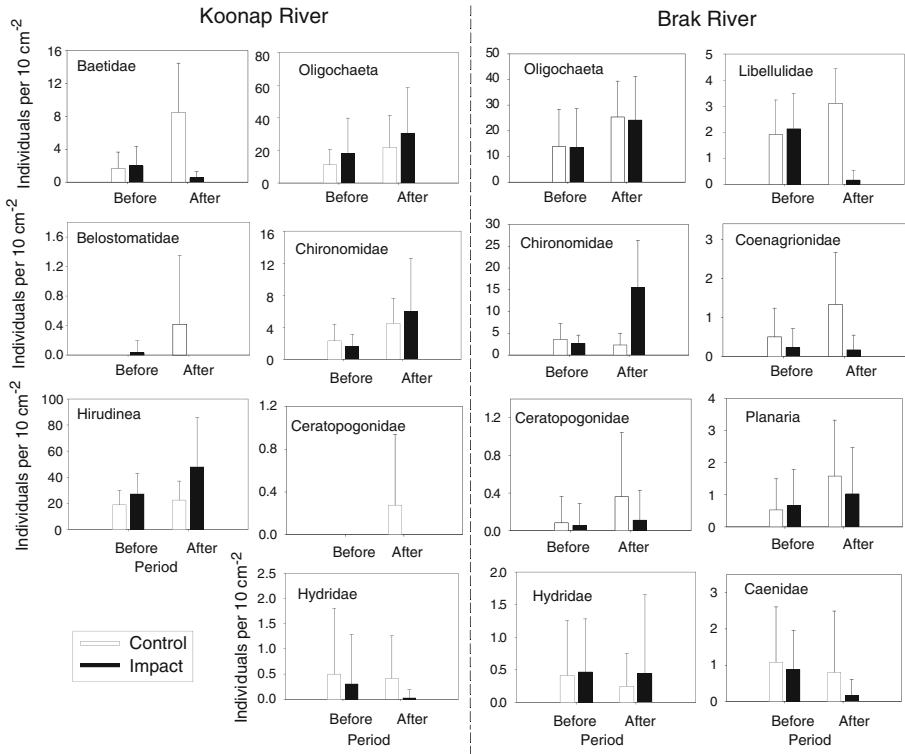 Koonap River
Brak River
Individuals per 10 cm⁻²
16
12
8
4
0
Baetidae
Before
After
80
60
40
20
0
Oligochaeta
Before
After
50
40
30
20
10
0
Oligochaeta
Before
After
5
4
3
2
1
0
Libellulidae
Before
After
Individuals per 10 cm⁻²
1.6
1.2
0.8
0.4
0.0
Belostomatidae
Before
After
16
12
8
4
0
Chironomidae
Before
After
30
25
20
15
10
5
0
Chironomidae
Before
After
3
2
1
0
Coenagrionidae
Before
After
Individuals per 10 cm⁻²
100
80
60
40
20
0
Hirudinea
Before
After
Period
1.2
0.8
0.4
0.0
Ceratopogonidae
Before
After
1.2
0.8
0.4
0.0
Ceratopogonidae
Before
After
4
3
2
1
0
Planaria
Before
After
Control
Impact
Individuals per 10 cm⁻²
2.5
2.0
1.5
1.0
0.5
0.0
Hydridae
Before
After
Period
2.0
1.5
1.0
0.5
0.0
Hydridae
Before
After
Period
3
2
1
0
Caenidae
Before
After
Period